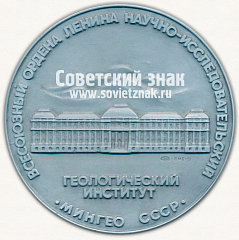 ВСЕСОЮЗНЫЙ ОРДЕНА ЛЕНИНА НАУЧНО-ИССЛЕДОВАТЕЛЬСКИЙ
Советский знак
www.sovietznak.ru
ГЕОЛОГИЧЕСКИЙ
ИНСТИТУТ
• МИНГЕО СССР •